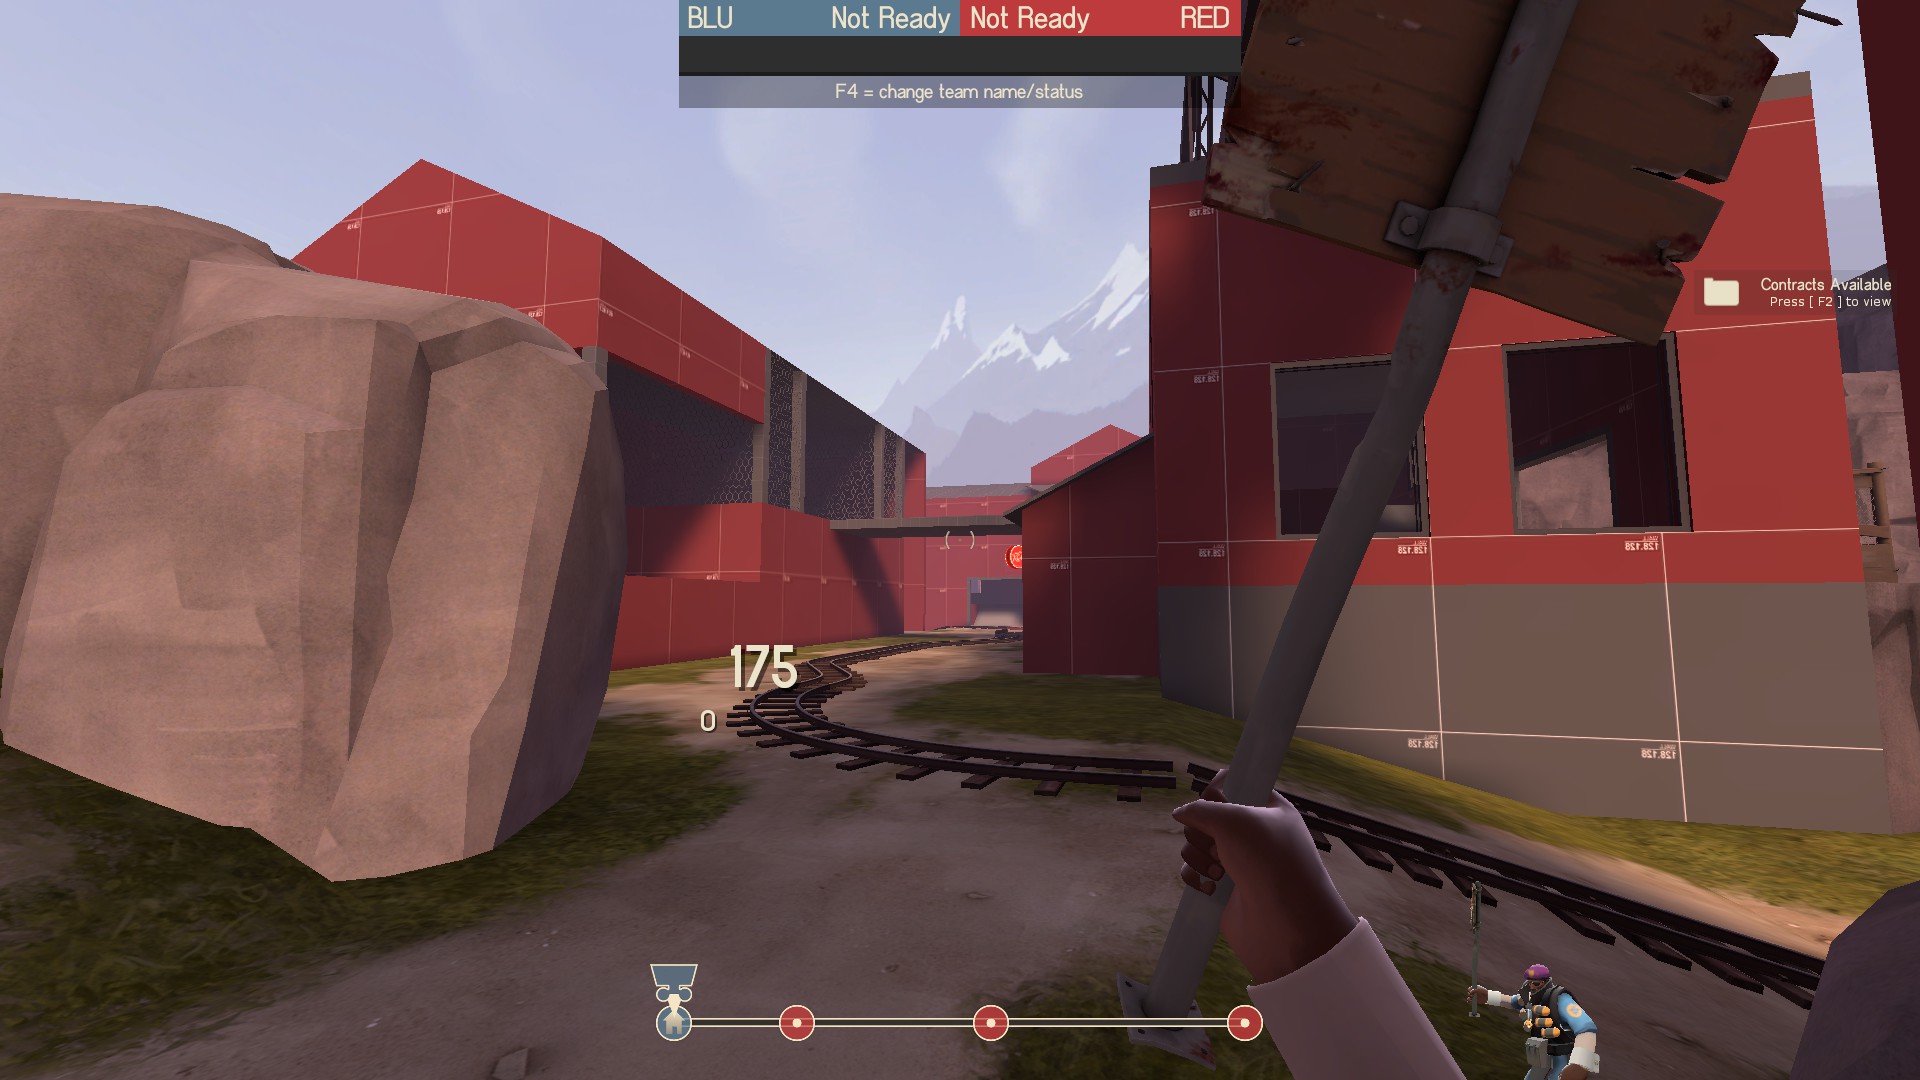 BLU Not Ready Not Ready RED
F4 = change team name/status
Contracts Available
Press [ F2 ] to view
175
0